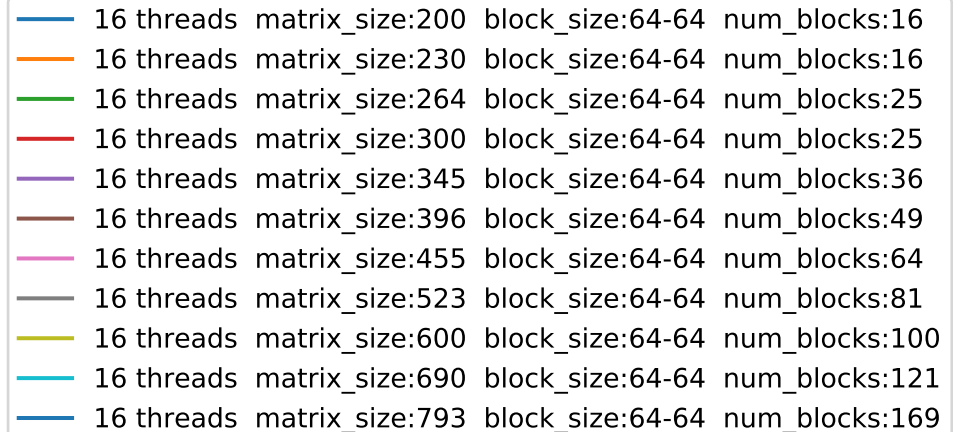 16 threads  matrix_size:200  block_size:64-64  num_blocks:16
16 threads  matrix_size:230  block_size:64-64  num_blocks:16
16 threads  matrix_size:264  block_size:64-64  num_blocks:25
16 threads  matrix_size:300  block_size:64-64  num_blocks:25
16 threads  matrix_size:345  block_size:64-64  num_blocks:36
16 threads  matrix_size:396  block_size:64-64  num_blocks:49
16 threads  matrix_size:455  block_size:64-64  num_blocks:64
16 threads  matrix_size:523  block_size:64-64  num_blocks:81
16 threads  matrix_size:600  block_size:64-64  num_blocks:100
16 threads  matrix_size:690  block_size:64-64  num_blocks:121
16 threads  matrix_size:793  block_size:64-64  num_blocks:169